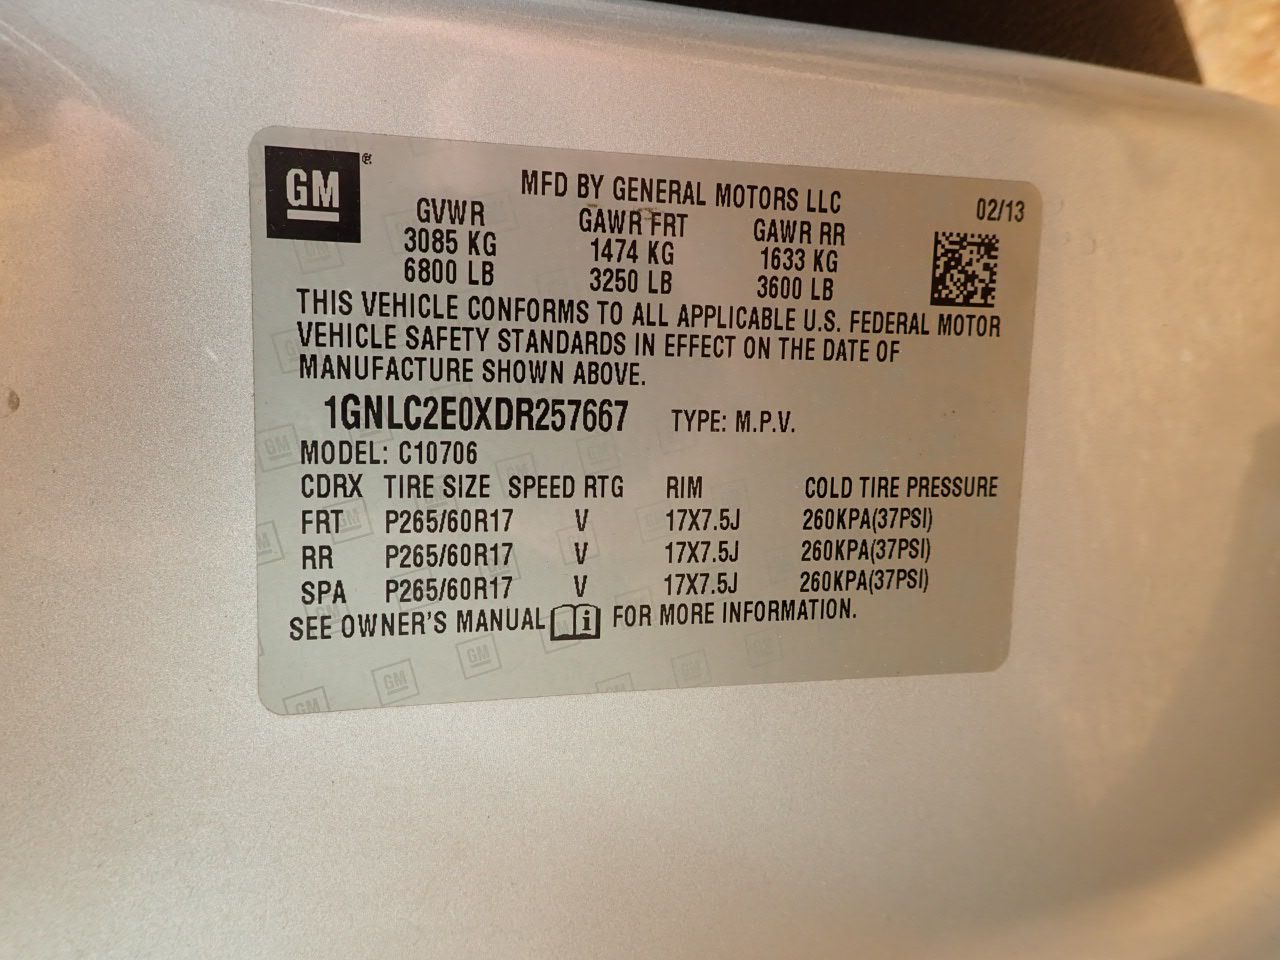 GM
MFD BY GENERAL MOTORS LLC
02/13
GVWR GAWR FRT GAWR RR
3085 KG 1474 KG 1633 KG
6800 LB 3250 LB 3600 LB
THIS VEHICLE CONFORMS TO ALL APPLICABLE U.S. FEDERAL MOTOR
VEHICLE SAFETY STANDARDS IN EFFECT ON THE DATE OF
MANUFACTURE SHOWN ABOVE.
1GNLC2E0XDR257667 TYPE: M.P.V.
MODEL: C10706
CDRX TIRE SIZE SPEED RTG RIM COLD TIRE PRESSURE
FRT P265/60R17 V 17X7.5J 260KPA(37PSI)
RR P265/60R17 V 17X7.5J 260KPA(37PSI)
SPA P265/60R17 V 17X7.5J 260KPA(37PSI)
SEE OWNER'S MANUAL i FOR MORE INFORMATION.